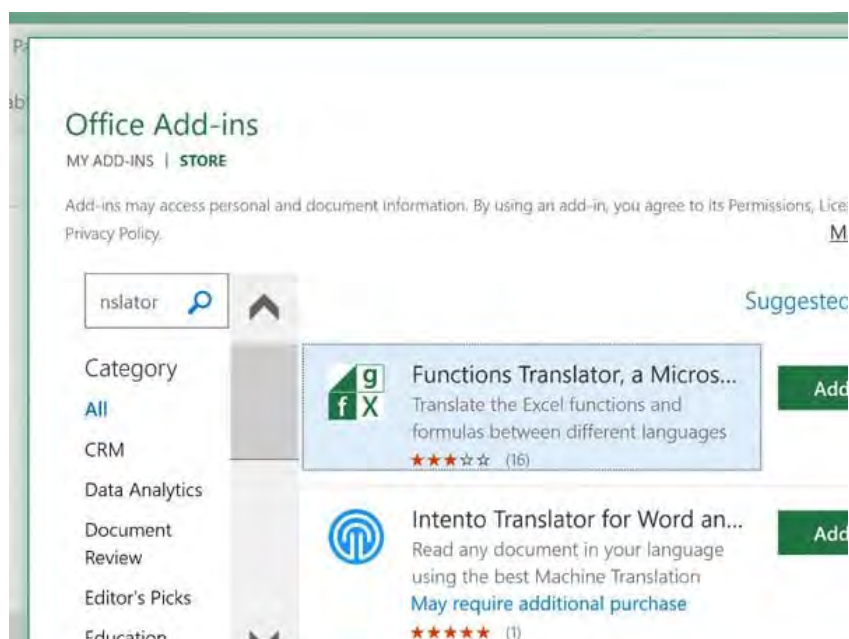 Office Add-ins
MY ADD-INS | STORE
Add-ins may access personal and document information. By using an add-in, you agree to its Permissions,
Privacy Policy.
nslator
Suggested
Category
All
CRM
Data Analytics
Document
Review
Editor's Picks
Education
g
f X
Functions Translator, a Micros...
Translate the Excel functions and
formulas between different languages
★★★☆☆ (16)
Add
Intento Translator for Word an...
Read any document in your language
using the best Machine Translation
May require additional purchase
★★★★★ (1)
Add